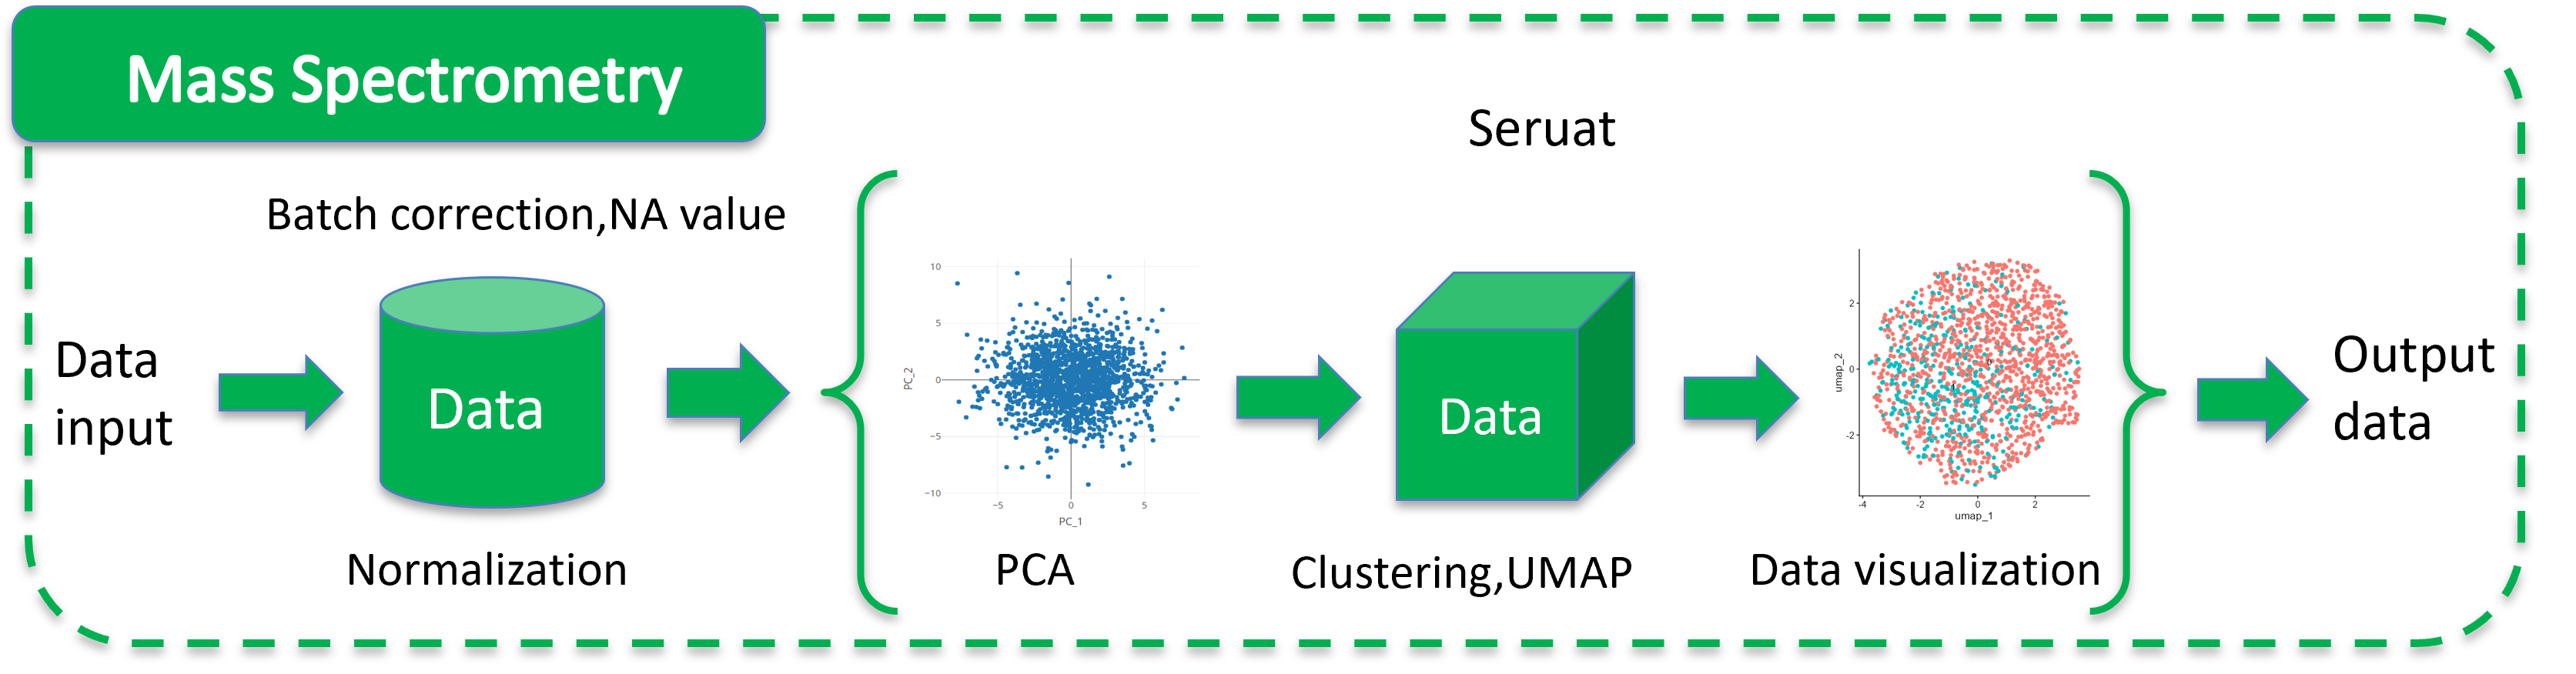 Mass Spectrometry
Seruat
Batch correction,NA value
Data
input
Data
Normalization
10
5
0
−5
−10
PC_2
−5
0
5
PC_1
PCA
Data
Clustering,UMAP
2
0
-2
umap_2
-4
-2
0
2
umap_1
Data visualization
Output
data